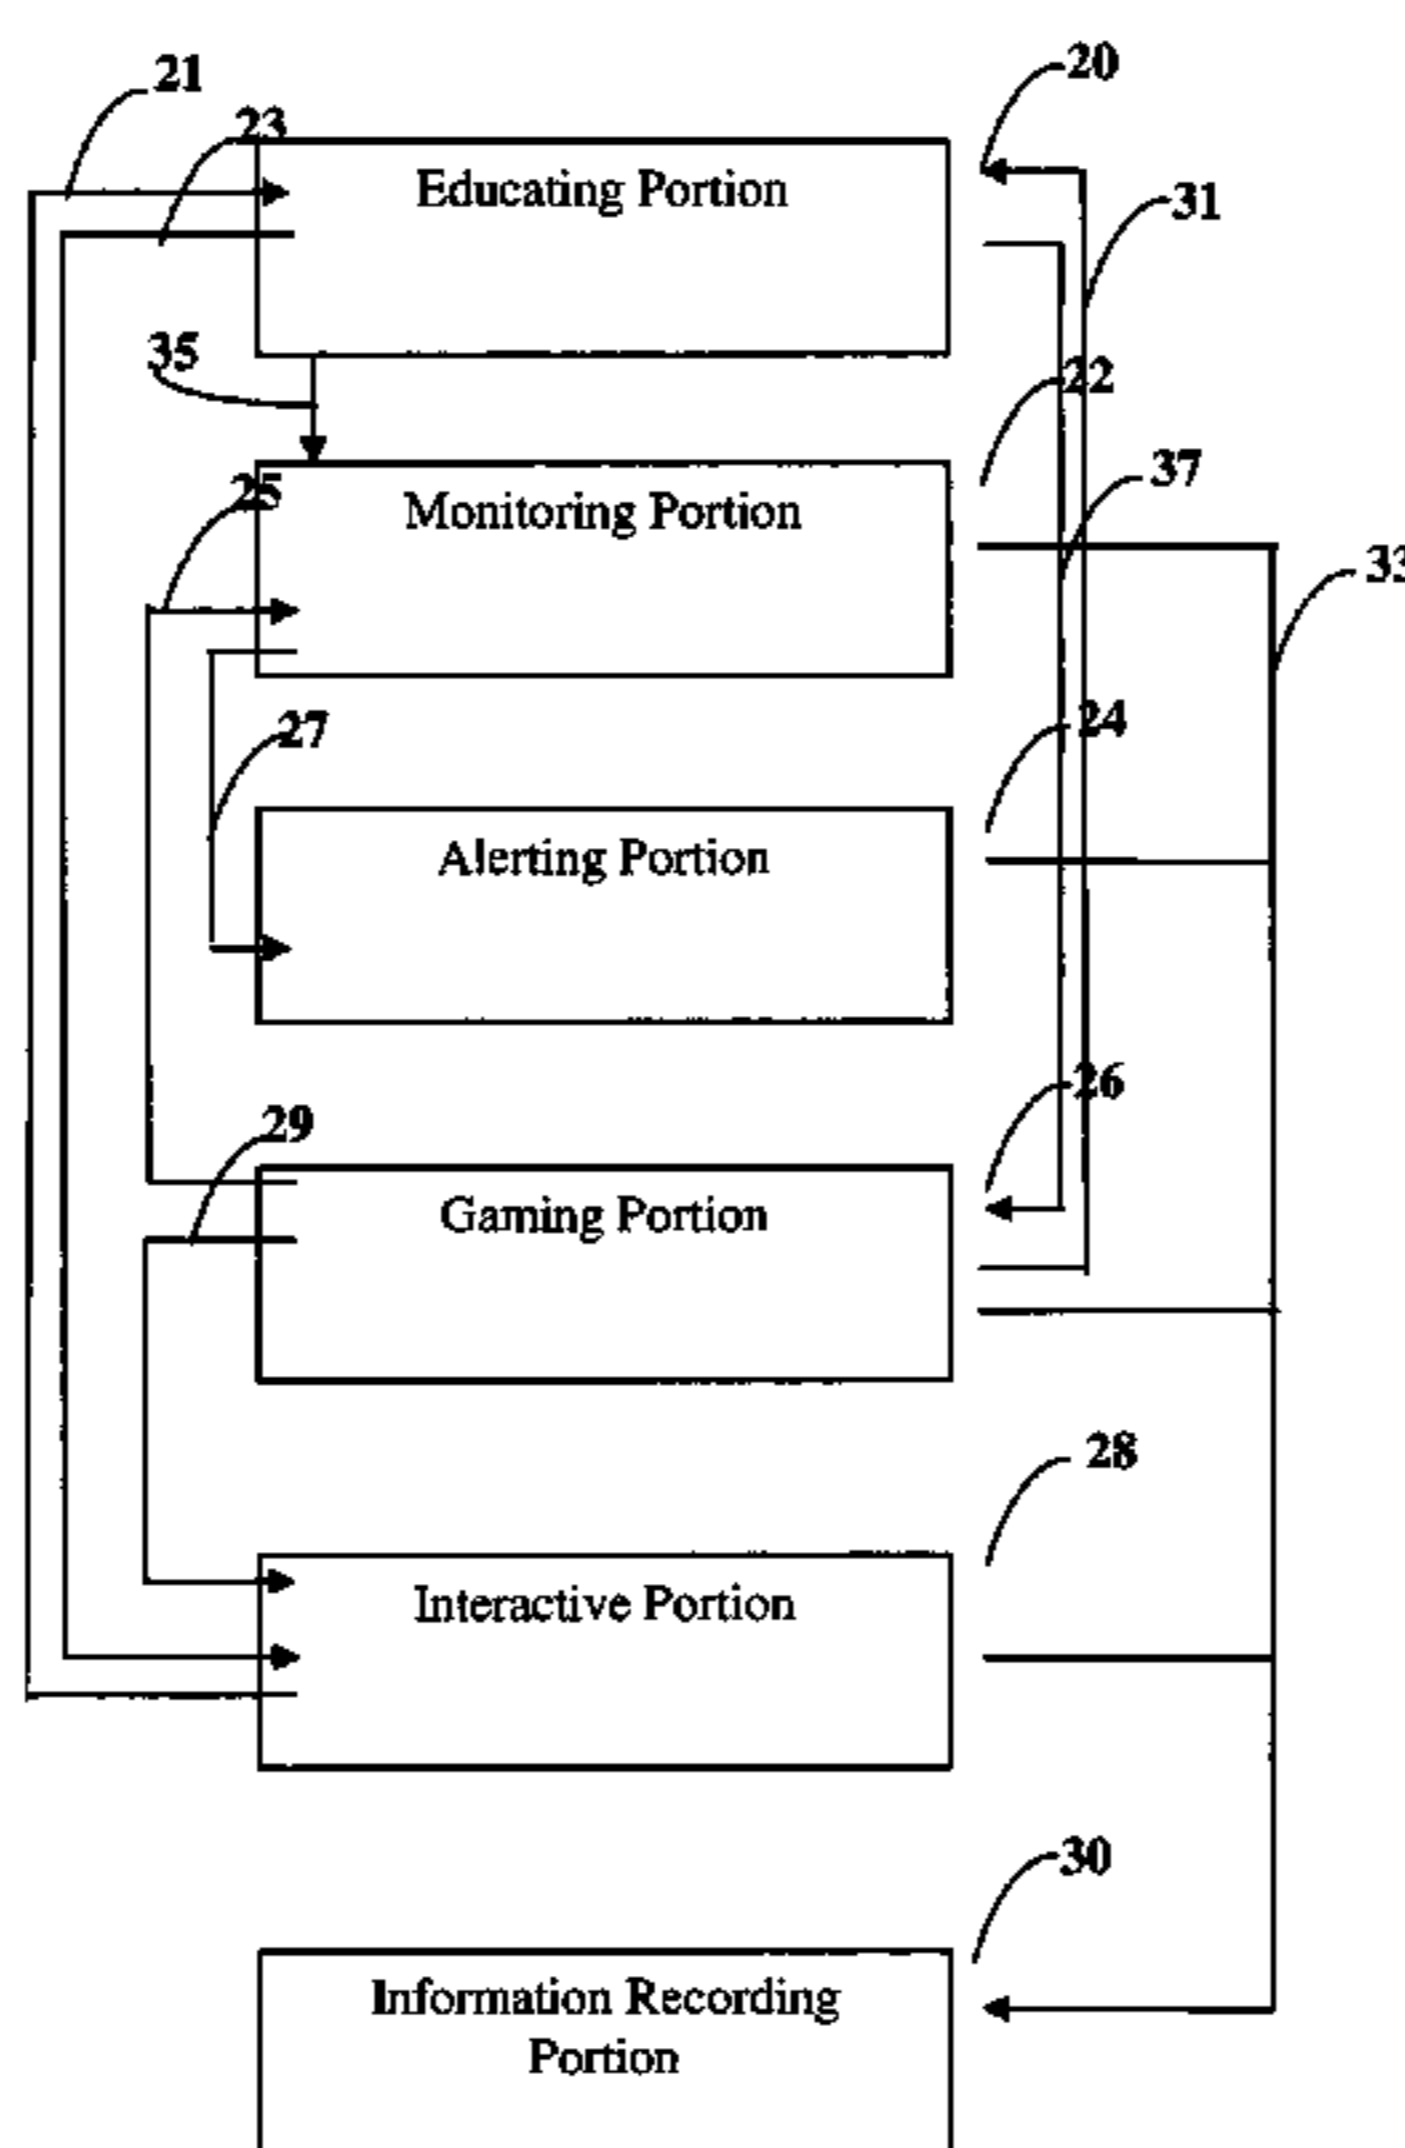 20
21
23
Educating Portion
31
35
22
37
25
Monitoring Portion
33
24
27
Alerting Portion
26
29
Gaming Portion
28
Interactive Portion
30
Information Recording
Portion